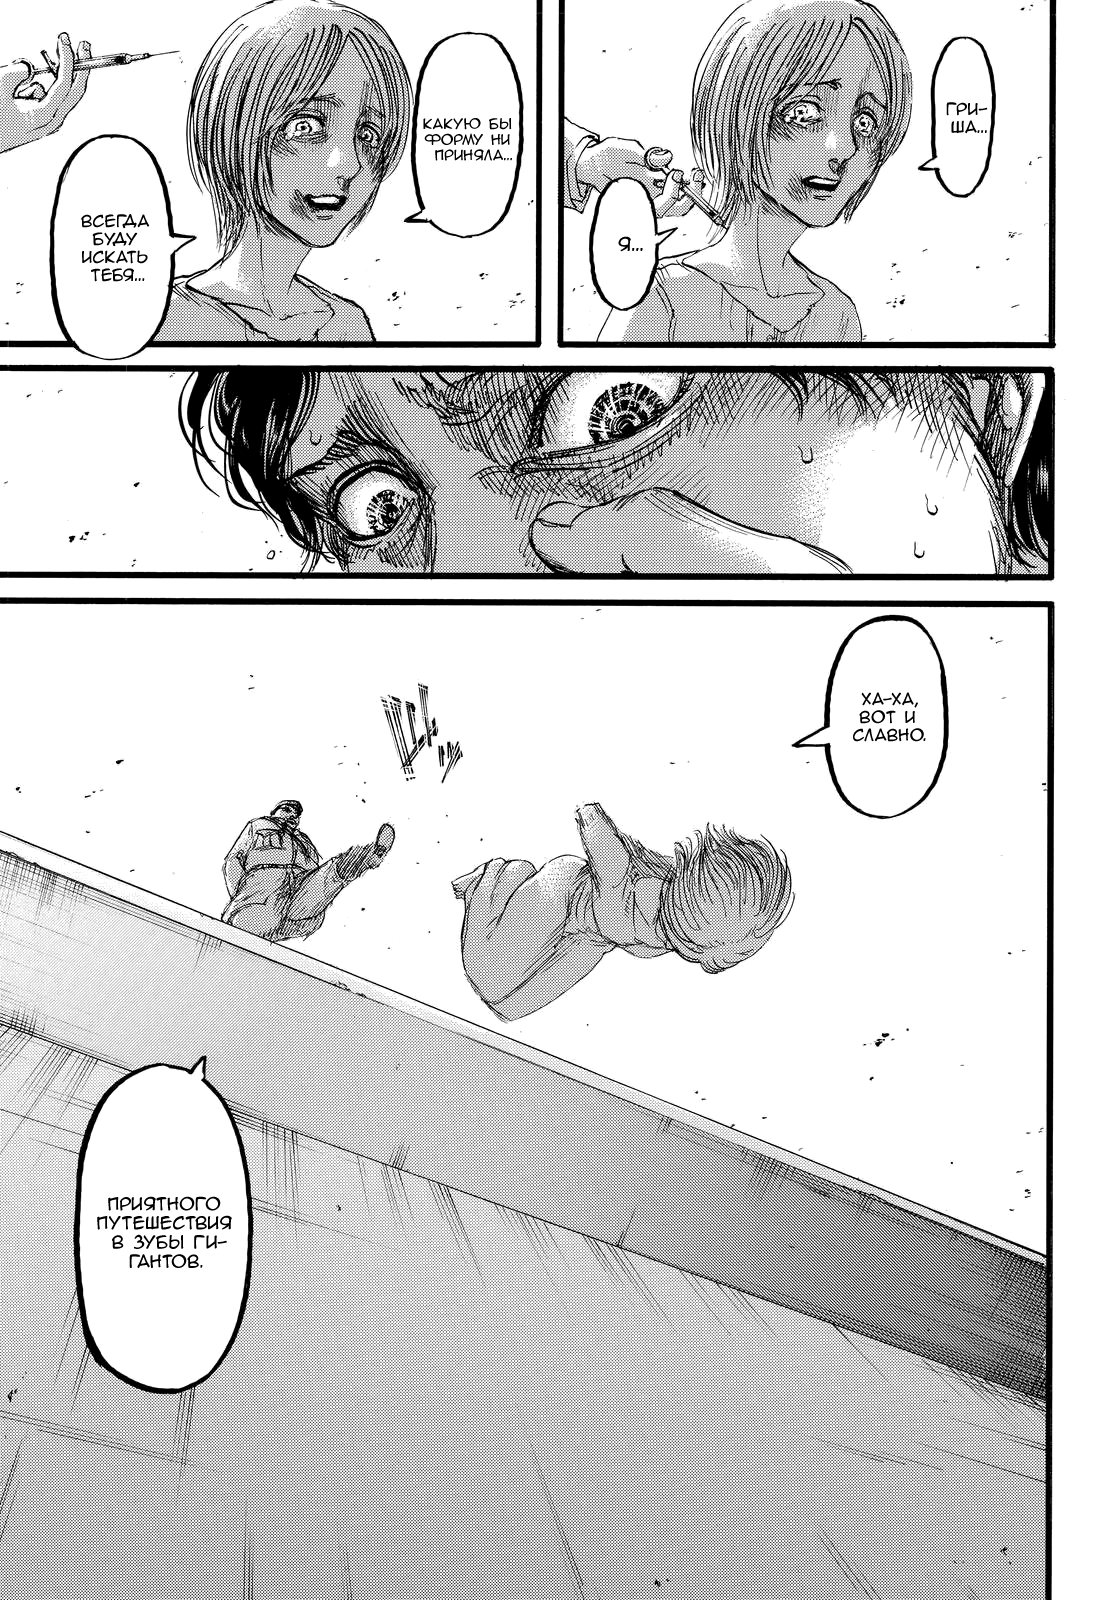 ГРИ-
ША...
Я...
КАКУЮ БЫ
ФОРМУ НИ
ПРИНЯЛА...
ВСЕГДА
БУДУ
ИСКАТЬ
ТЕБЯ...
ХА-ХА,
ВОТ И
СЛАВНО.
ПРИЯТНОГО
ПУТЕШЕСТВИЯ
В ЗУБЫ ГИ-
ГАНТОВ.